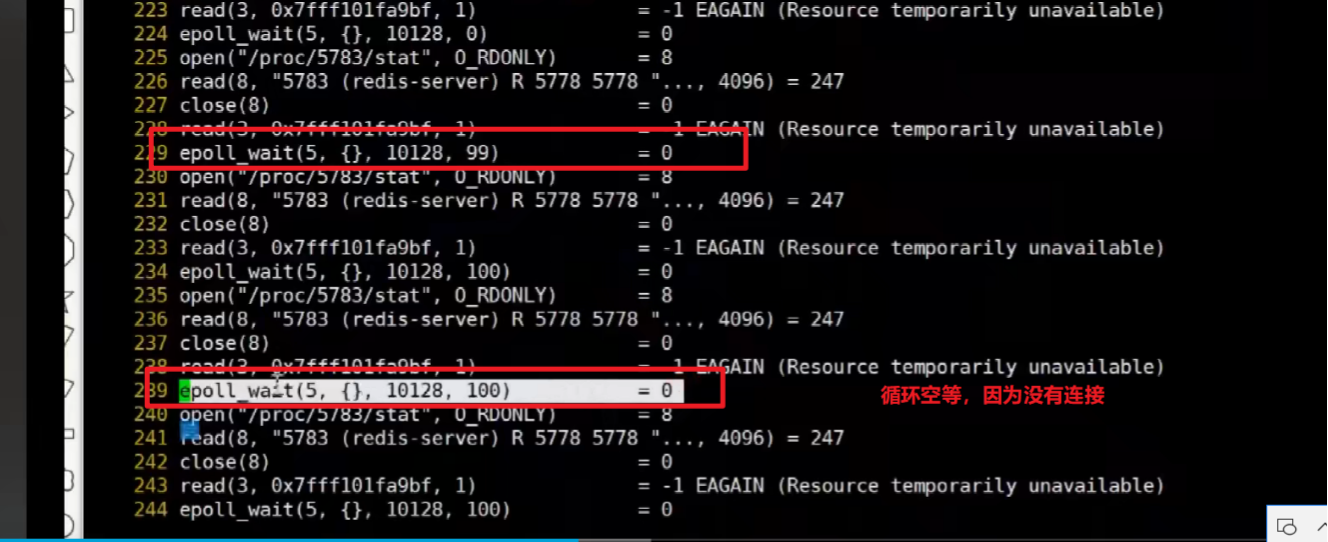 223 read(3, 0x7fff101fa9bf, 1) = -1 EAGAIN (Resource temporarily unavailable)
224 epoll_wait(5, {}, 10128, 0) = 0
225 open("/proc/5783/stat", O_RDONLY) = 8
226 read(8, "5783 (redis-server) R 5778 5778 "..., 4096) = 247
227 close(8) = 0
228 read(3, 0x7fff101fa9bf, 1) = -1 EAGAIN (Resource temporarily unavailable)
229 epoll_wait(5, {}, 10128, 99) = 0
230 open("/proc/5783/stat", O_RDONLY) = 8
231 read(8, "5783 (redis-server) R 5778 5778 "..., 4096) = 247
232 close(8) = 0
233 read(3, 0x7fff101fa9bf, 1) = -1 EAGAIN (Resource temporarily unavailable)
234 epoll_wait(5, {}, 10128, 100) = 0
235 open("/proc/5783/stat", O_RDONLY) = 8
236 read(8, "5783 (redis-server) R 5778 5778 "..., 4096) = 247
237 close(8) = 0
238 read(3, 0x7fff101fa9bf, 1) = -1 EAGAIN (Resource temporarily unavailable)
239 epoll_wait(5, {}, 10128, 100) = 0
循环空等，因为没有连接
240 open("/proc/5783/stat", O_RDONLY) = 8
241 read(8, "5783 (redis-server) R 5778 5778 "..., 4096) = 247
242 close(8) = 0
243 read(3, 0x7fff101fa9bf, 1) = -1 EAGAIN (Resource temporarily unavailable)
244 epoll_wait(5, {}, 10128, 100) = 0